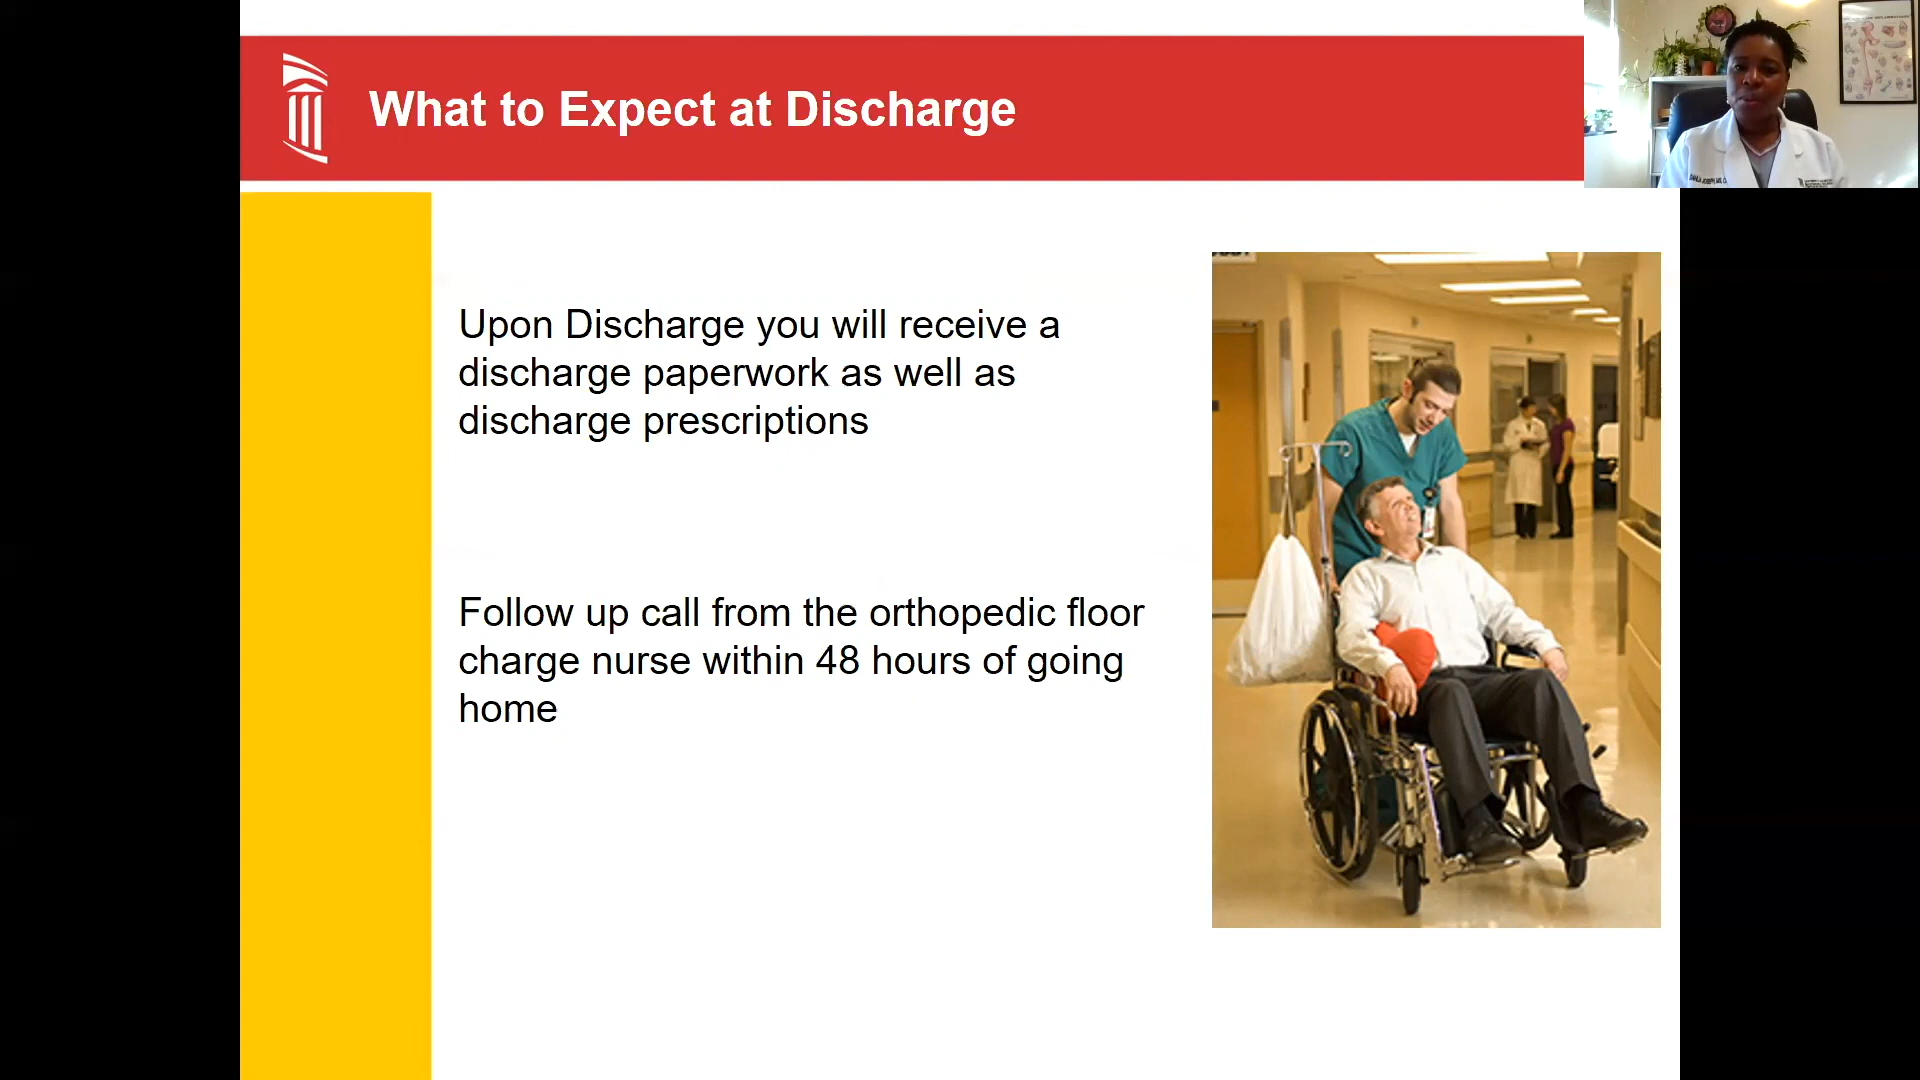 What to Expect at Discharge
Upon Discharge you will receive a
discharge paperwork as well as
discharge prescriptions
Follow up call from the orthopedic floor
charge nurse within 48 hours of going
home